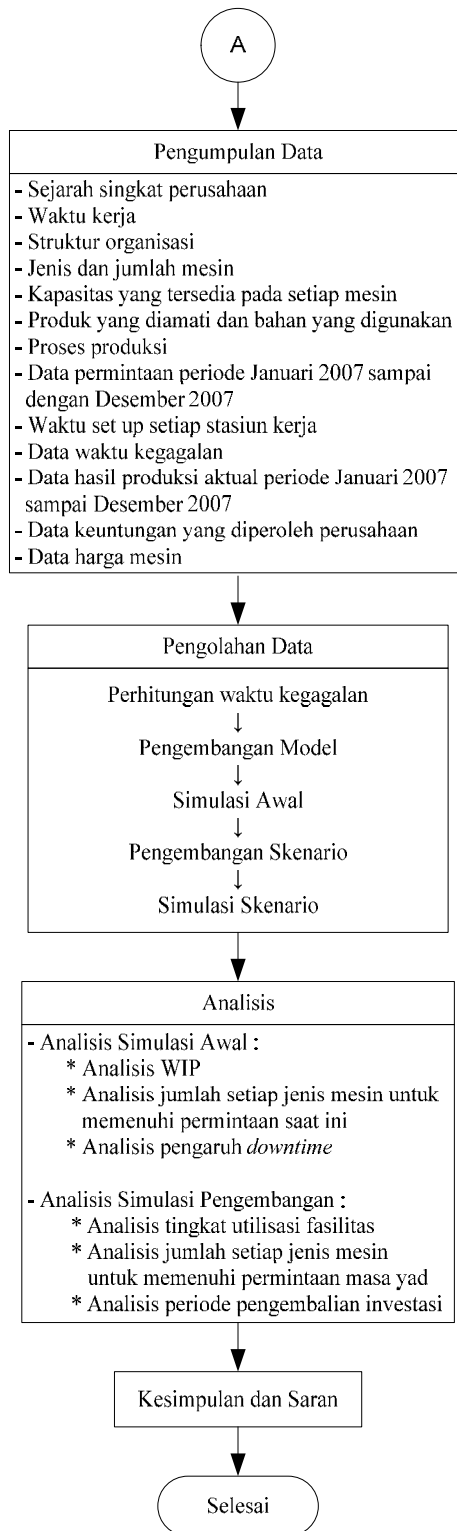 A
Pengumpulan Data
- Sejarah singkat perusahaan
- Waktu kerja
- Struktur organisasi
- Jenis dan jumlah mesin
- Kapasitas yang tersedia pada setiap mesin
- Produk yang diamati dan bahan yang digunakan
- Proses produksi
- Data permintaan periode Januari 2007 sampai
dengan Desember 2007
- Waktu set up setiap stasiun kerja
- Data waktu kegagalan
- Data hasil produksi aktual periode Januari 2007
sampai Desember 2007
- Data keuntungan yang diperoleh perusahaan
- Data harga mesin
Pengolahan Data
Perhitungan waktu kegagalan
↓
Pengembangan Model
↓
Simulasi Awal
↓
Pengembangan Skenario
↓
Simulasi Skenario
Analisis
- Analisis Simulasi Awal :
* Analisis WIP
* Analisis jumlah setiap jenis mesin untuk
memenuhi permintaan saat ini
* Analisis pengaruh downtime
- Analisis Simulasi Pengembangan :
* Analisis tingkat utilisasi fasilitas
* Analisis jumlah setiap jenis mesin
untuk memenuhi permintaan masa yad
* Analisis periode pengembalian investasi
Kesimpulan dan Saran
Selesai